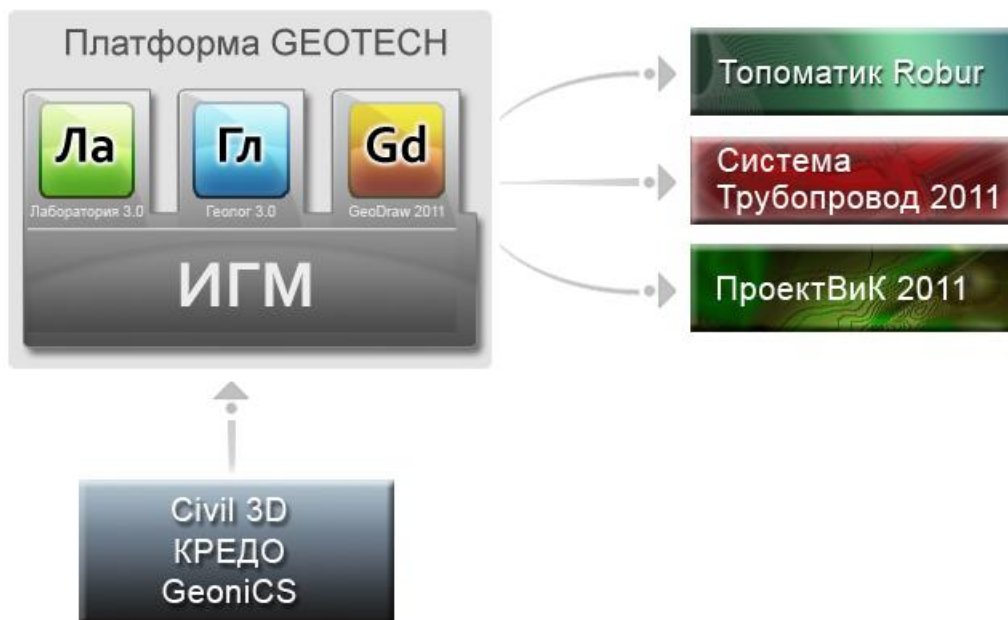 Платформа GEOTECH
Ла
Гл
Gd
Лаборатория 3.0
Геолог 3.0
GeoDraw 2011
ИГМ
Топоматик Robur
Система
Трубопровод 2011
ПроектВиК 2011
Civil 3D
КРЕДО
GeoniCS